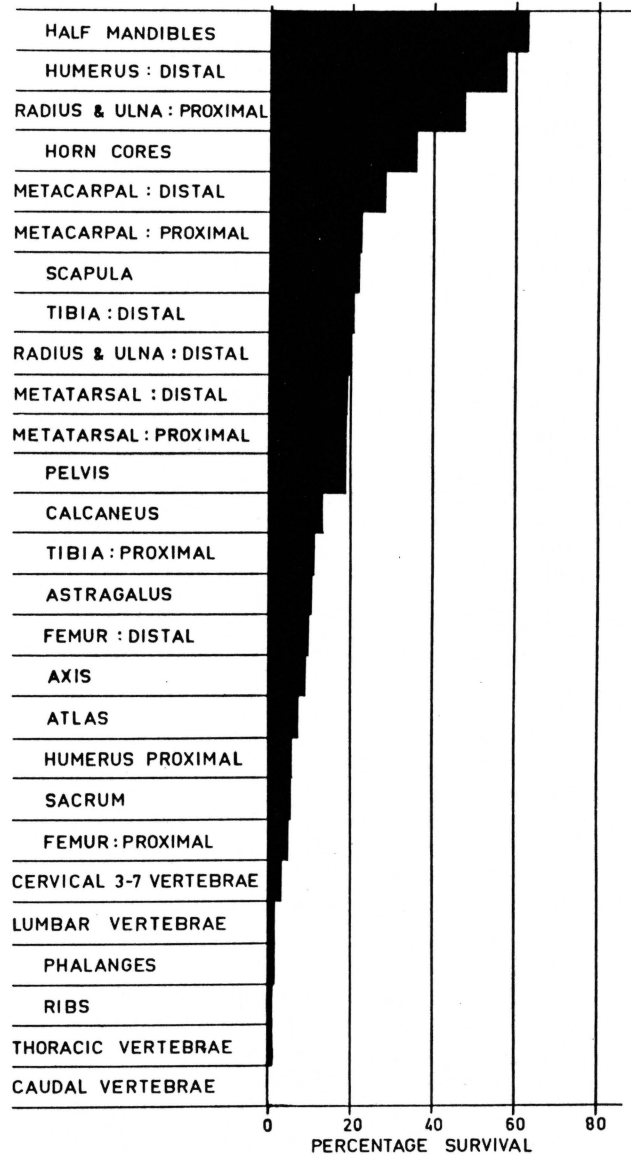 HALF MANDIBLES
HUMERUS : DISTAL
RADIUS & ULNA : PROXIMAL
HORN CORES
METACARPAL : DISTAL
METACARPAL : PROXIMAL
SCAPULA
TIBIA : DISTAL
RADIUS & ULNA : DISTAL
METATARSAL : DISTAL
METATARSAL : PROXIMAL
PELVIS
CALCANEUS
TIBIA : PROXIMAL
ASTRAGALUS
FEMUR : DISTAL
AXIS
ATLAS
HUMERUS PROXIMAL
SACRUM
FEMUR : PROXIMAL
CERVICAL 3-7 VERTEBRAE
LUMBAR VERTEBRAE
PHALANGES
RIBS
THORACIC VERTEBRAE
CAUDAL VERTEBRAE
0 20 40 60 80
PERCENTAGE SURVIVAL